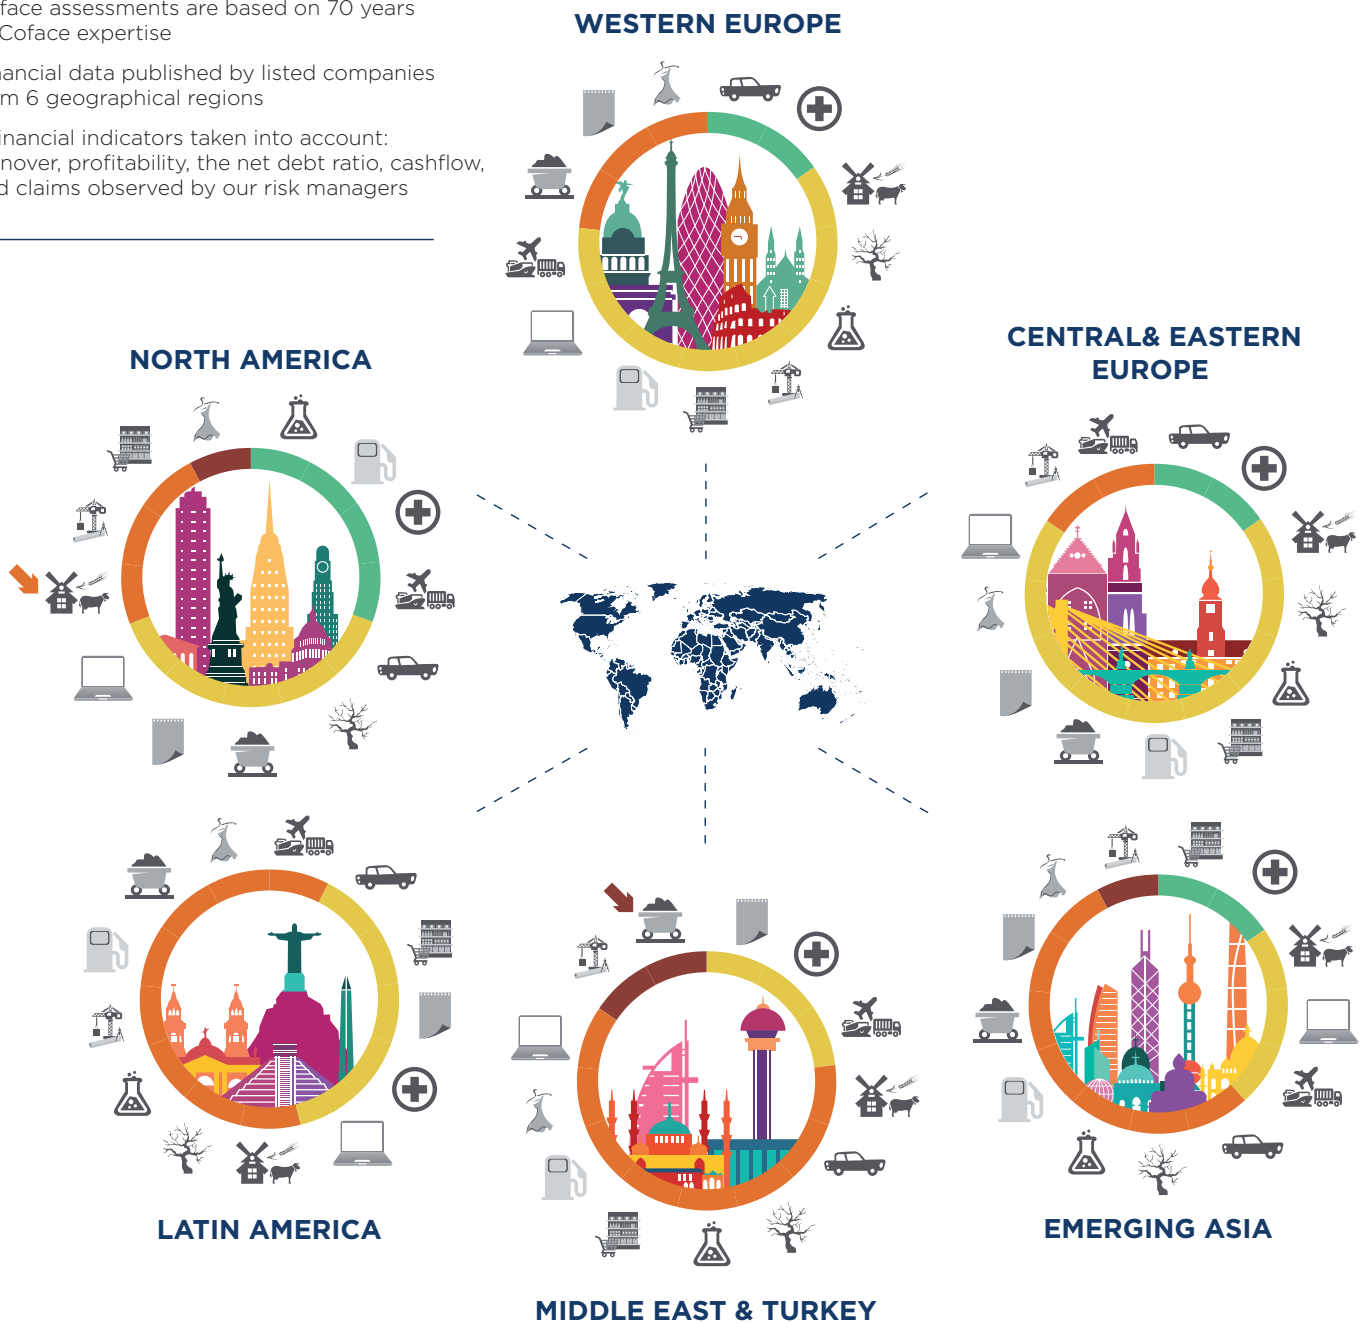 face assessments are based on 70 years
Coface expertise
ancial data published by listed companies
m 6 geographical regions
inancial indicators taken into account:
nover, profitability, the net debt ratio, cashflow,
d claims observed by our risk managers
WESTERN EUROPE
NORTH AMERICA
CENTRAL& EASTERN
EUROPE
LATIN AMERICA
EMERGING ASIA
MIDDLE EAST & TURKEY